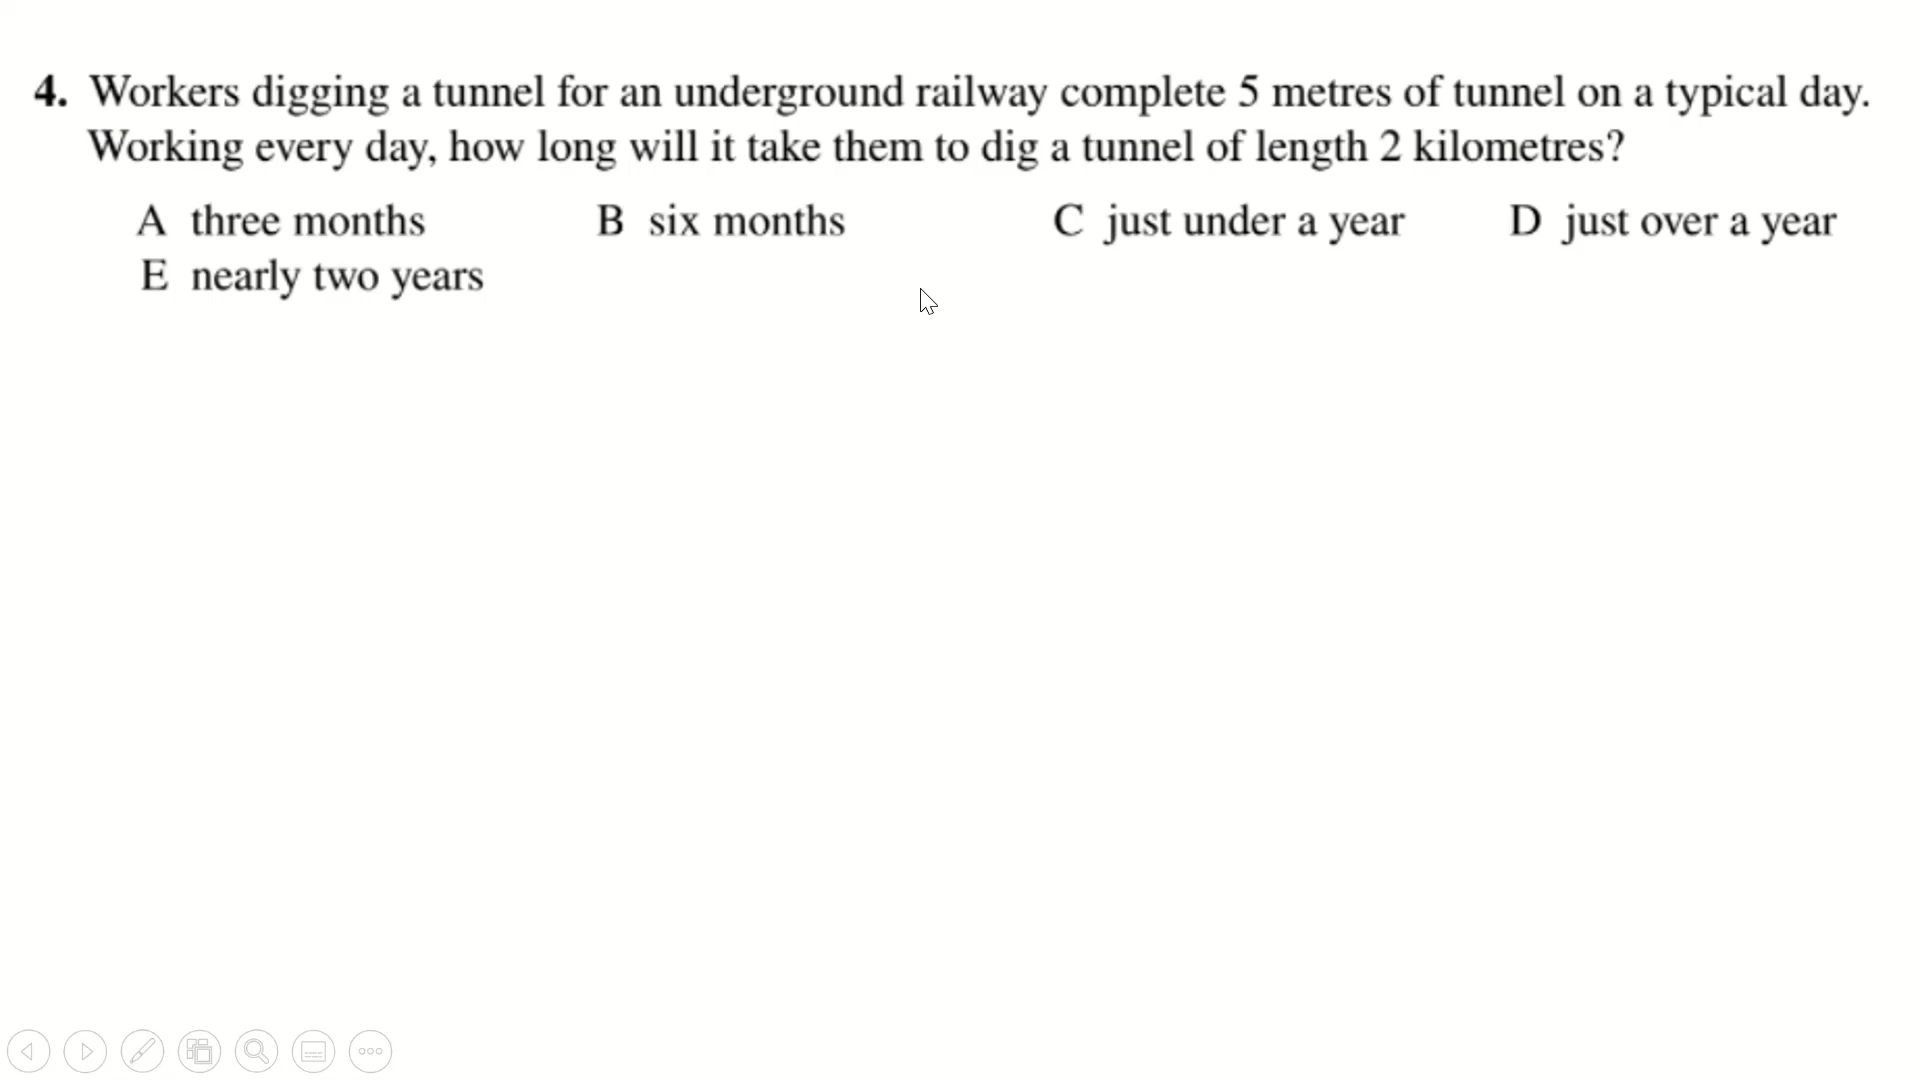 4. Workers digging a tunnel for an underground railway complete 5 metres of tunnel on a typical day.
Working every day, how long will it take them to dig a tunnel of length 2 kilometres?
A three months B six months C just under a year D just over a year
E nearly two years